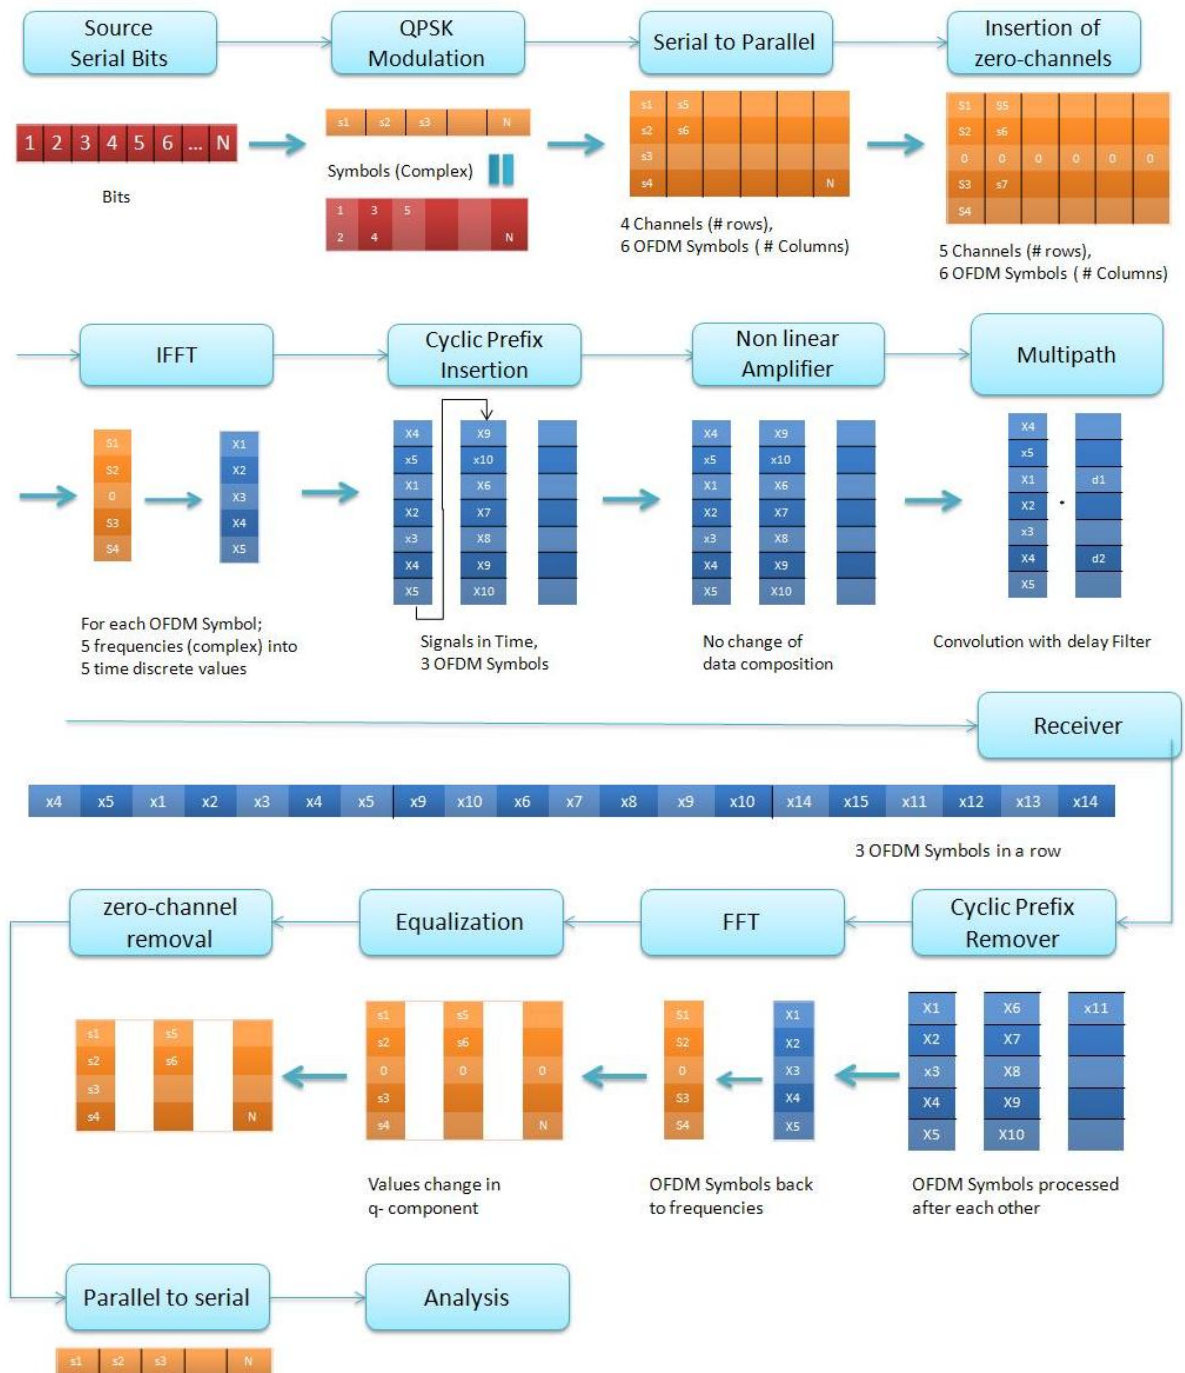 Source
Serial Bits
QPSK
Modulation
Serial to Parallel
Insertion of
zero-channels
1 2 3 4 5 6 ... N
Bits
s1 s2 s3 N
Symbols (Complex)
1 3 5
2 4 N
s1 s5
s2 s6
s3
s4 N
4 Channels (# rows),
6 OFDM Symbols ( # Columns)
S1 S5
S2 s6
0 0 0 0 0 0
S3 s7
S4
5 Channels (# rows),
6 OFDM Symbols ( # Columns)
IFFT
Cyclic Prefix
Insertion
Non linear
Amplifier
Multipath
S1 X1
S2 X2
0 X3
S3 X4
S4 X5
For each OFDM Symbol;
5 frequencies (complex) into
5 time discrete values
X4 X9
x5 x10
X1 X6
X2 X7
x3 X8
X4 X9
X5 X10
Signals in Time,
3 OFDM Symbols
X4 X9
x5 x10
X1 X6
X2 X7
x3 X8
X4 X9
X5 X10
No change of
data composition
X4
x5
X1 d1
X2
x3
X4 d2
X5
Convolution with delay Filter
Receiver
x4 x5 x1 x2 x3 x4 x5 x9 x10 x6 x7 x8 x9 x10 x14 x15 x11 x12 x13 x14
3 OFDM Symbols in a row
zero-channel
removal
Equalization
FFT
Cyclic Prefix
Remover
s1 s5
s2 s6
s3
s4 N
s1 s5
s2 s6
0 0 0
s3
s4 N
Values change in
q- component
S1 X1
S2 X2
0 X3
S3 X4
S4 X5
OFDM Symbols back
to frequencies
X1 X6 x11
X2 X7
x3 X8
X4 X9
X5 X10
OFDM Symbols processed
after each other
Parallel to serial
Analysis
s1 s2 s3 N